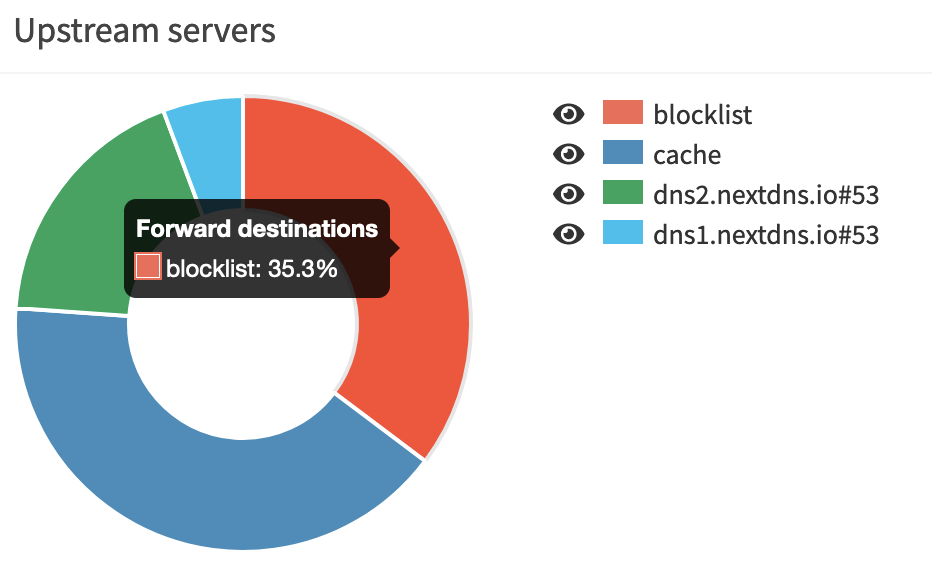 Upstream servers
Forward destinations
blocklist: 35.3%
blocklist
cache
dns2.nextdns.io#53
dns1.nextdns.io#53